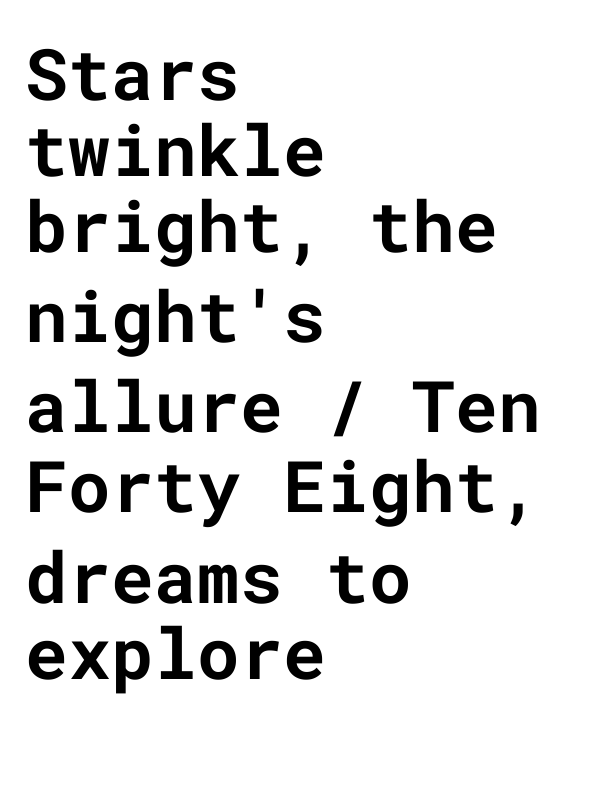 Stars
twinkle
bright, the
night's
allure / Ten
Forty Eight,
dreams to
explore